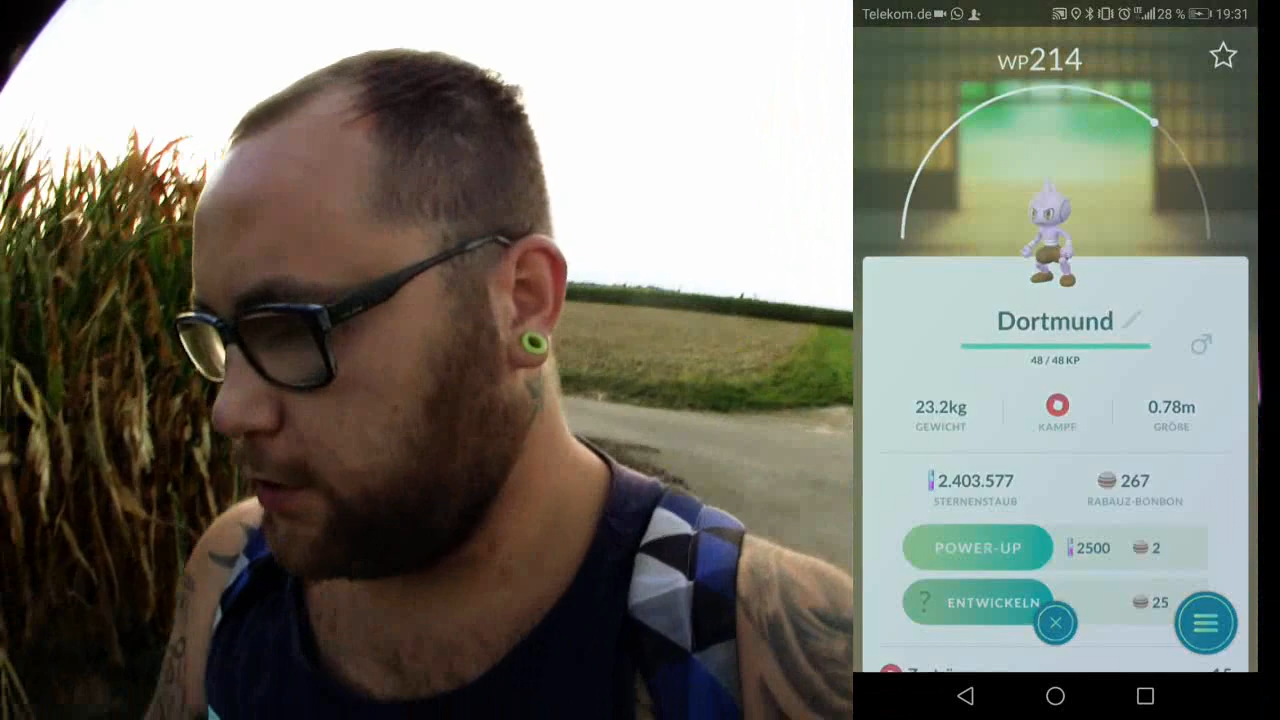 Telekom.de 28 % 19:31
WP214
Dortmund
48 / 48 KP
23.2kg 0.78m
GEWICHT KAMPF GRÖßE
2.403.577 267
STERNENSTAUB RABAUZ-BONBON
POWER-UP 2500 2
? ENTWICKELN 25
15